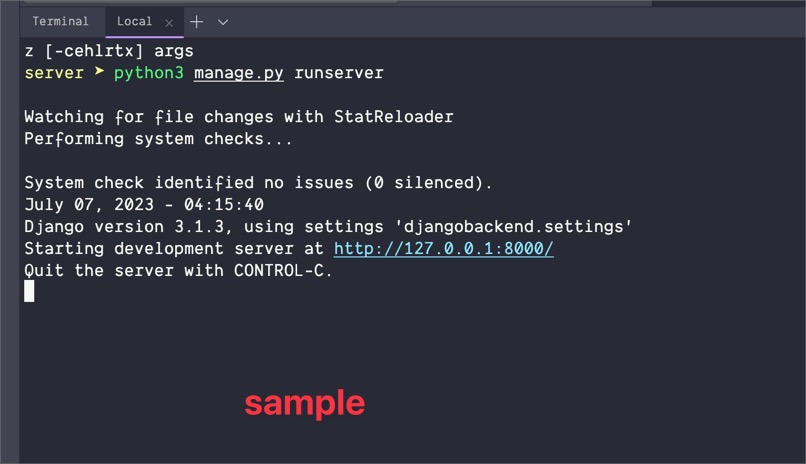 Terminal Local × + ⌄
z [-cehlrtx] args
server ➤ python3 manage.py runserver
Watching for file changes with StatReloader
Performing system checks...
System check identified no issues (0 silenced).
July 07, 2023 - 04:15:40
Django version 3.1.3, using settings 'djangobackend.settings'
Starting development server at http://127.0.0.1:8000/
Quit the server with CONTROL-C.
sample